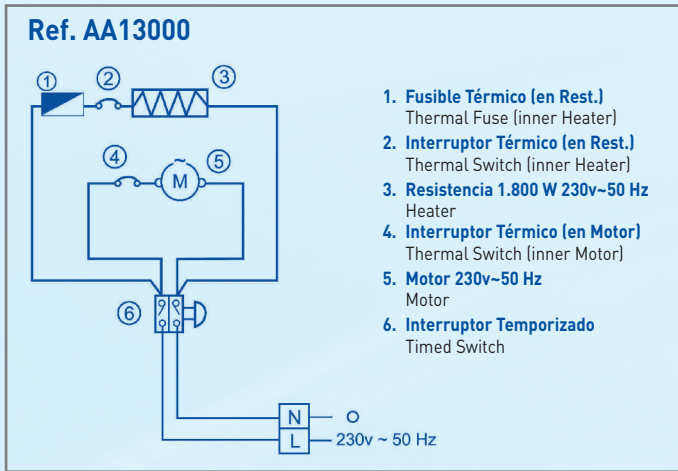 Ref. AA13000
1
2
3
4
~
M
5
6
N
O
L
230v ~ 50 Hz
1. Fusible Térmico (en Rest.)
Thermal Fuse (inner Heater)
2. Interruptor Térmico (en Rest.)
Thermal Switch (inner Heater)
3. Resistencia 1.800 W 230v~50 Hz
Heater
4. Interruptor Térmico (en Motor)
Thermal Switch (inner Motor)
5. Motor 230v~50 Hz
Motor
6. Interruptor Temporizado
Timed Switch